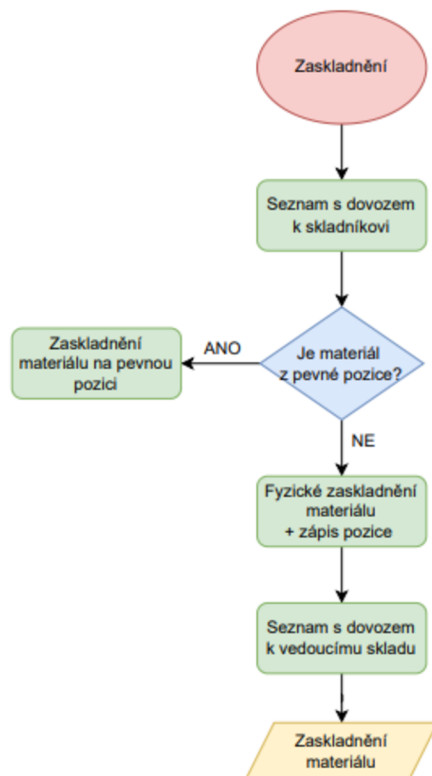 Zaskladnění
Seznam s dovozem
k skladníkovi
Je materiál
z pevné pozice?
ANO
Zaskladnění
materiálu na pevnou
pozici
NE
Fyzické zaskladnění
materiálu
+ zápis pozice
Seznam s dovozem
k vedoucímu skladu
Zaskladnění
materiálu